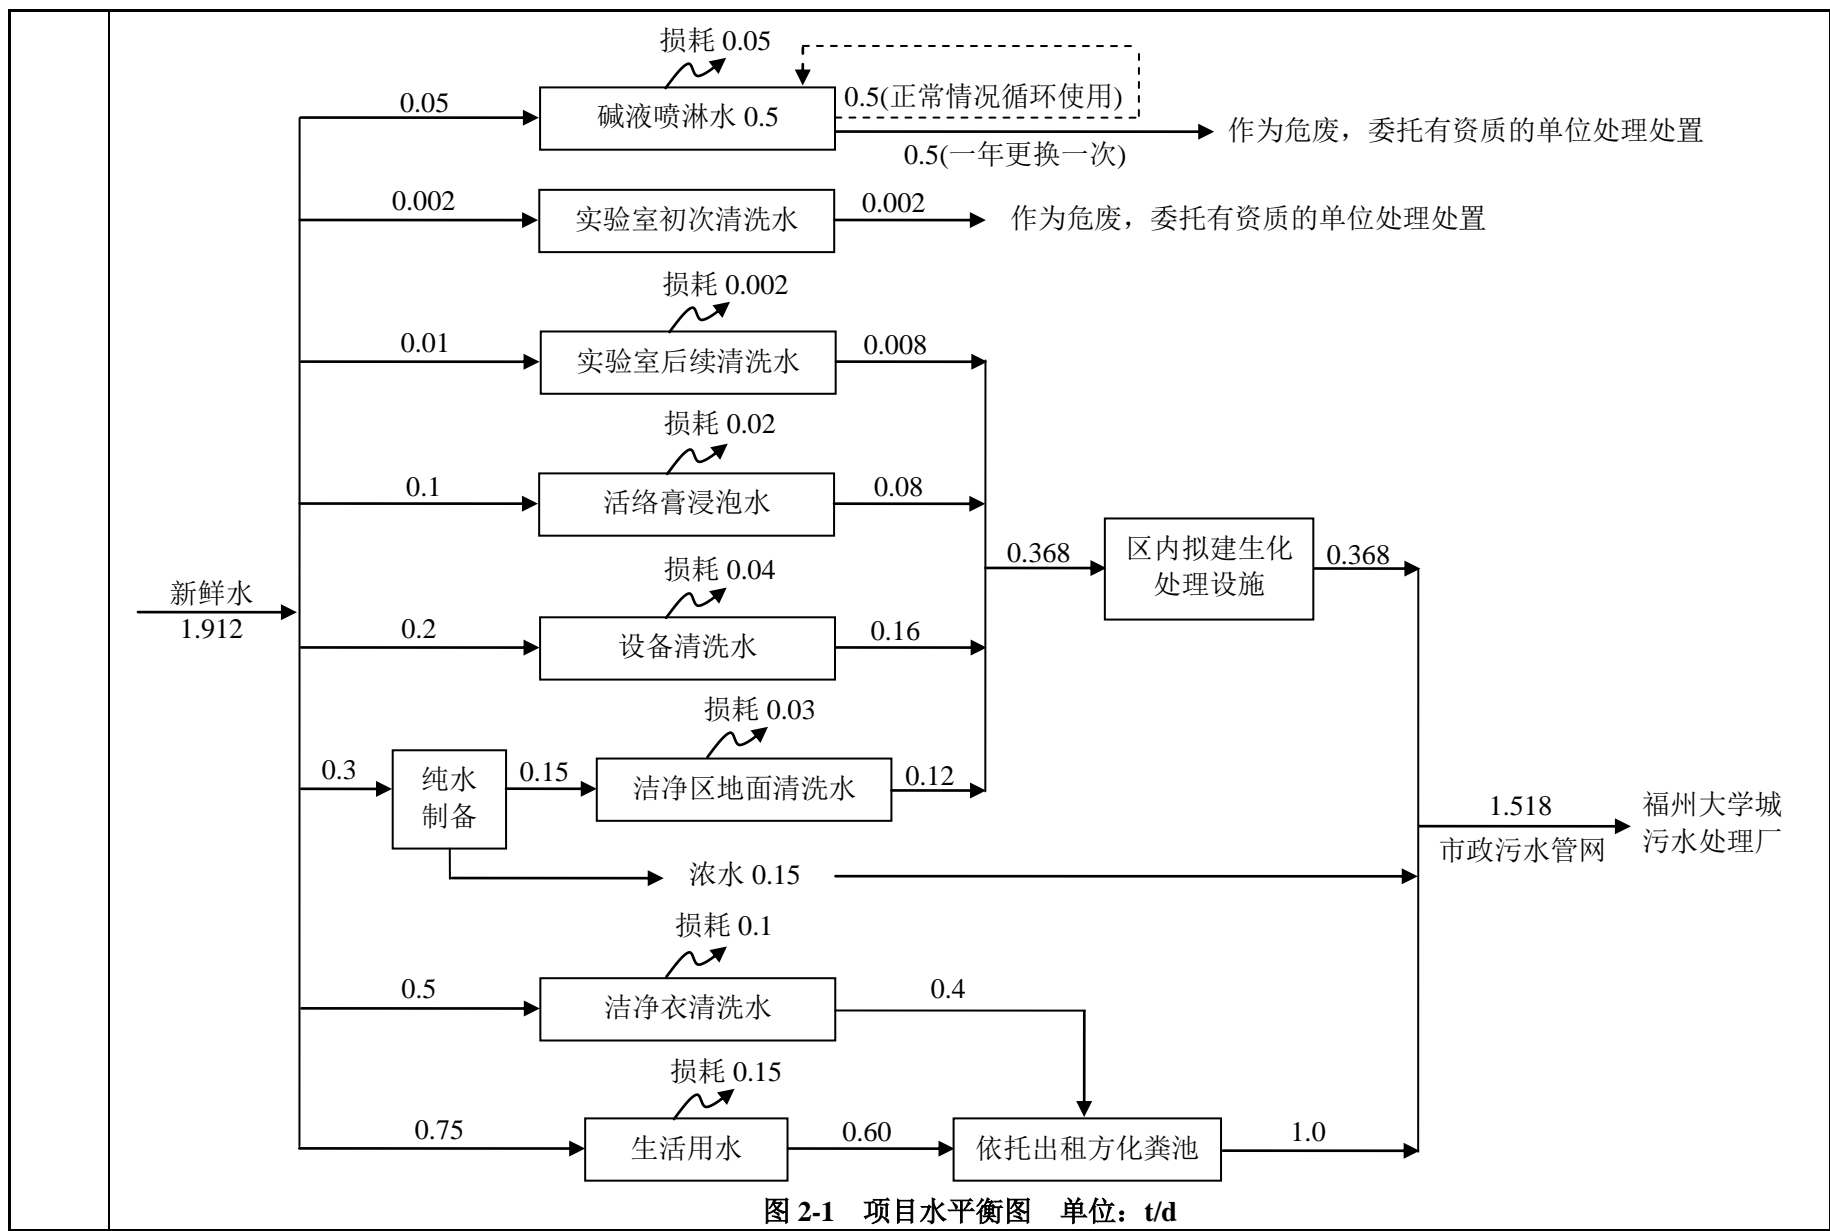 损耗 0.05
0.05
碱液喷淋水 0.5
0.5(正常情况循环使用)
0.5(一年更换一次)
作为危废，委托有资质的单位处理处置
0.002
实验室初次清洗水
0.002
作为危废，委托有资质的单位处理处置
损耗 0.002
0.01
实验室后续清洗水
0.008
损耗 0.02
0.1
活络膏浸泡水
0.08
0.368
区内拟建生化
处理设施
0.368
新鲜水
1.912
损耗 0.04
0.2
设备清洗水
0.16
损耗 0.03
0.3
纯水
制备
0.15
洁净区地面清洗水
0.12
浓水 0.15
1.518
市政污水管网
福州大学城
污水处理厂
损耗 0.1
0.5
洁净衣清洗水
0.4
损耗 0.15
0.75
生活用水
0.60
依托出租方化粪池
1.0
图 2-1 项目水平衡图 单位：t/d